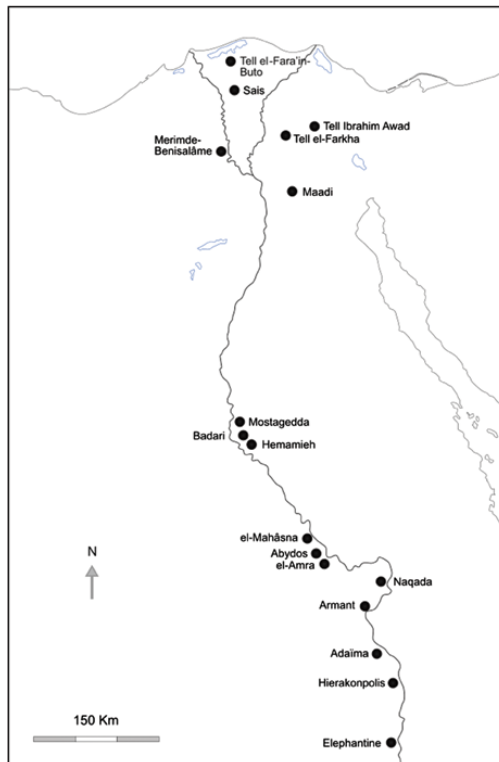 Tell el-Fara'in-
Buto
Sais
Tell Ibrahim Awad
Tell el-Farkha
Merimde-
Benisalâme
Maadi
Mostagedda
Badari
Hemamieh
el-Mahâsna
Abydos
el-Amra
N
Naqada
Armant
Adaïma
Hierakonpolis
150 Km
Elephantine